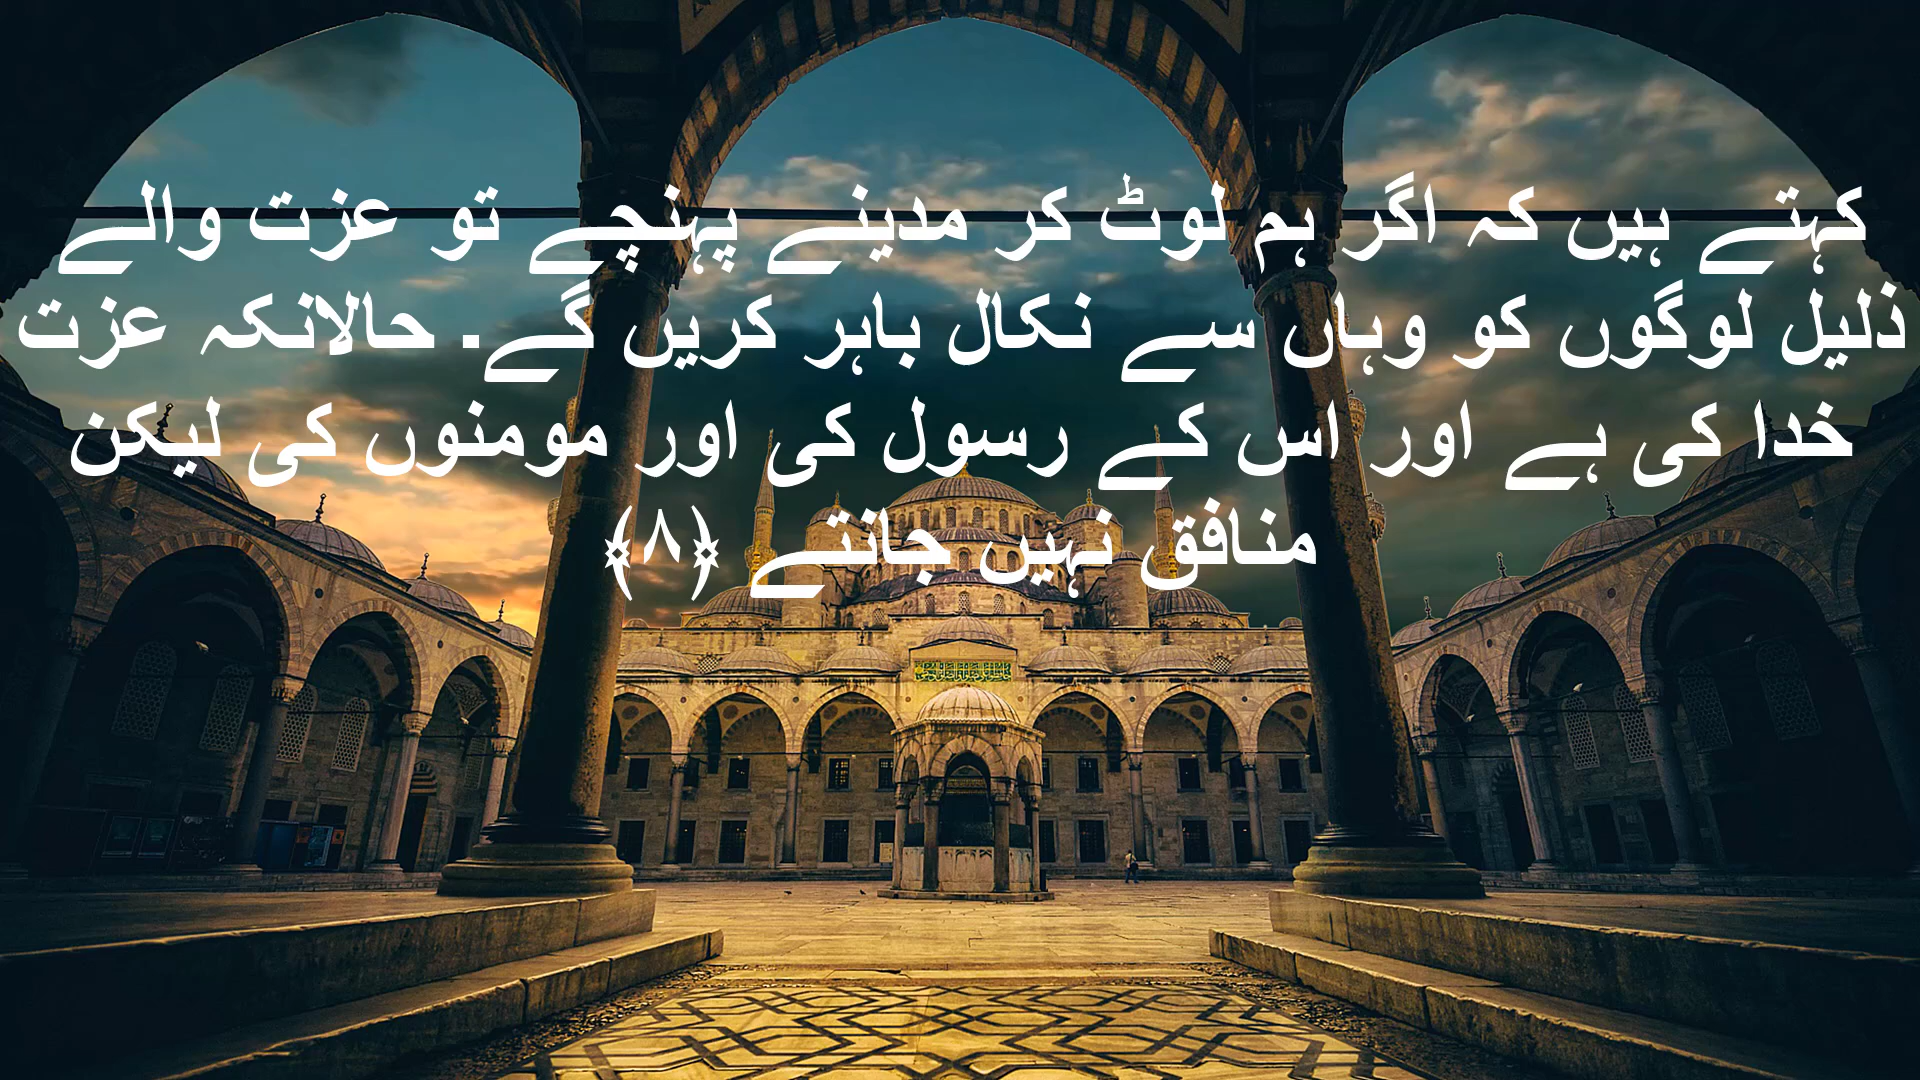 کہتے ہیں کہ اگر ہم لوٹ کر مدینے پہنچے تو عزت والے
ذلیل لوگوں کو وہاں سے نکال باہر کریں گے۔ حالانکہ عزت
خدا کی ہے اور اس کے رسول کی اور مومنوں کی لیکن
منافق نہیں جانتے ﴿۸﴾